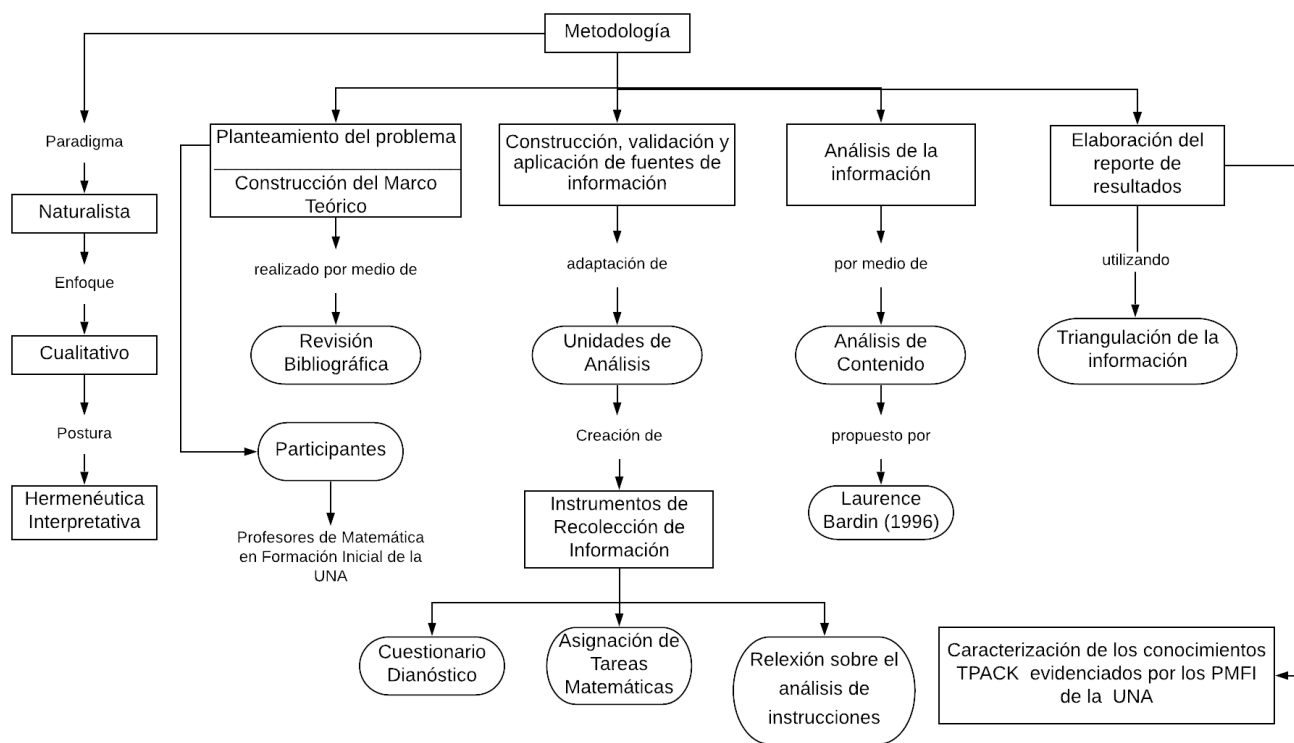 Metodología
Paradigma
Naturalista
Enfoque
Cualitativo
Postura
Hermenéutica
Interpretativa
Planteamiento del problema
Construcción del Marco
Teórico
realizado por medio de
Revisión
Bibliográfica
Participantes
Profesores de Matemática
en Formación Inicial de la
UNA
Construcción, validación y
aplicación de fuentes de
información
adaptación de
Unidades de
Análisis
Creación de
Instrumentos de
Recolección de
Información
Cuestionario
Dianóstico
Asignación de
Tareas
Matemáticas
Relexión sobre el
análisis de
instrucciones
Análisis de la
información
por medio de
Análisis de
Contenido
propuesto por
Laurence
Bardin (1996)
Elaboración del
reporte de
resultados
utilizando
Triangulación de la
información
Caracterización de los conocimientos
TPACK evidenciados por los PMFI
de la UNA